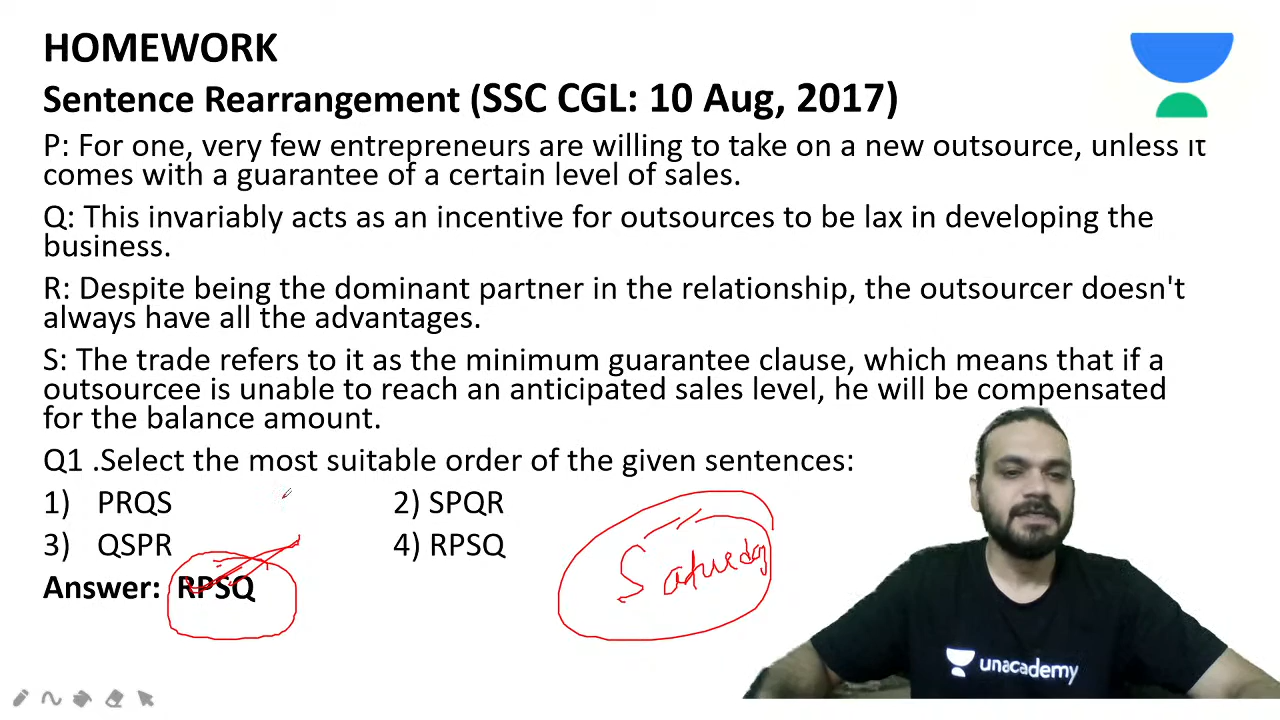 HOMEWORK
Sentence Rearrangement (SSC CGL: 10 Aug, 2017)
P: For one, very few entrepreneurs are willing to take on a new outsource, unless it
comes with a guarantee of a certain level of sales.
Q: This invariably acts as an incentive for outsources to be lax in developing the
business.
R: Despite being the dominant partner in the relationship, the outsourcer doesn't
always have all the advantages.
S: The trade refers to it as the minimum guarantee clause, which means that if a
outsourcee is unable to reach an anticipated sales level, he will be compensated
for the balance amount.
Q1 .Select the most suitable order of the given sentences:
1) PRQS 2) SPQR
3) QSPR 4) RPSQ
Answer: RPSQ
Saturday
unacademy